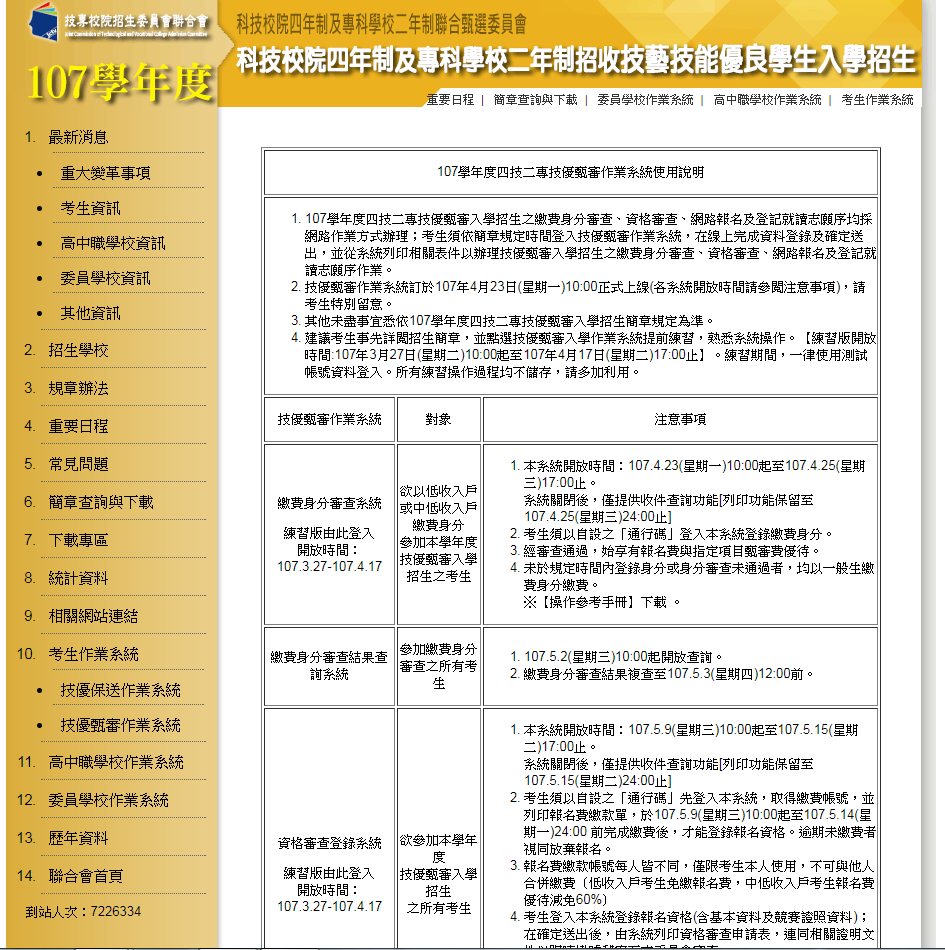 技專校院招生委員會聯合會
Joint Commission of Technological and Vocational College Admission Committee
107學年度
科技校院四年制及專科學校二年制聯合甄選委員會
科技校院四年制及專科學校二年制招收技藝技能優良學生入學招生
重要日程 | 簡章查詢與下載 | 委員學校作業系統 | 高中職學校作業系統 | 考生作業系統
1. 最新消息
• 重大變革事項
• 考生資訊
• 高中職學校資訊
• 委員學校資訊
• 其他資訊
2. 招生學校
3. 規章辦法
4. 重要日程
5. 常見問題
6. 簡章查詢與下載
7. 下載專區
8. 統計資料
9. 相關網站連結
10. 考生作業系統
• 技優保送作業系統
• 技優甄審作業系統
11. 高中職學校作業系統
12. 委員學校作業系統
13. 歷年資料
14. 聯合會首頁
到站人次：7226334
107學年度四技二專技優甄審作業系統使用說明
1. 107學年度四技二專技優甄審入學招生之繳費身分審查、資格審查、網路報名及登記就讀志願序均採
網路作業方式辦理；考生須依簡章規定時間登入技優甄審作業系統，在線上完成資料登錄及確定送
出，並從系統列印相關表件以辦理技優甄審入學招生之繳費身分審查、資格審查、網路報名及登記就
讀志願序作業。
2. 技優甄審作業系統訂於107年4月23日(星期一)10:00正式上線(各系統開放時間請參閱注意事項)，請
考生特別留意。
3. 其他未盡事宜悉依107學年度四技二專技優甄審入學招生簡章規定為準。
4. 建議考生事先詳閱招生簡章，並點選技優甄審入學作業系統提前練習，熟悉系統操作。【練習版開放
時間:107年3月27日(星期二)10:00起至107年4月17日(星期二)17:00止】。練習期間，一律使用測試
帳號資料登入。所有練習操作過程均不儲存，請多加利用。
技優甄審作業系統
對象
注意事項
繳費身分審查系統
練習版由此登入
開放時間：
107.3.27-107.4.17
欲以低收入戶
或中低收入戶
繳費身分
參加本學年度
技優甄審入學
招生之考生
1. 本系統開放時間：107.4.23(星期一)10:00起至107.4.25(星期
三)17:00止。
系統關閉後，僅提供收件查詢功能[列印功能保留至
107.4.25(星期三)24:00止]
2. 考生須以自設之「通行碼」登入本系統登錄繳費身分。
3. 經審查通過，始享有報名費與指定項目甄審費優待。
4. 未於規定時間內登錄身分或身分審查未通過者，均以一般生繳
費身分繳費。
※【操作參考手冊】下載 。
繳費身分審查結果查
詢系統
參加繳費身分
審查之所有考
生
1. 107.5.2(星期三)10:00起開放查詢。
2. 繳費身分審查結果複查至107.5.3(星期四)12:00前。
資格審查登錄系統
練習版由此登入
開放時間：
107.3.27-107.4.17
欲參加本學年
度
技優甄審入學
招生
之所有考生
1. 本系統開放時間：107.5.9(星期三)10:00起至107.5.15(星期
二)17:00止。
系統關閉後，僅提供收件查詢功能[列印功能保留至
107.5.15(星期二)24:00止]
2. 考生須以自設之「通行碼」先登入本系統，取得繳費帳號，並
列印報名費繳款單，於107.5.9(星期三)10:00起至107.5.14(星
期一)24:00 前完成繳費後，才能登錄報名資格。逾期未繳費者
視同放棄報名。
3. 報名費繳款帳號每人皆不同，僅限考生本人使用，不可與他人
合併繳費〔低收入戶考生免繳報名費，中低收入戶考生報名費
優待減免60%〕
4. 考生登入本系統登錄報名資格(含基本資料及競賽證照資料)；
在確定送出後，由系統列印資格審查申請表，連同相關證明文